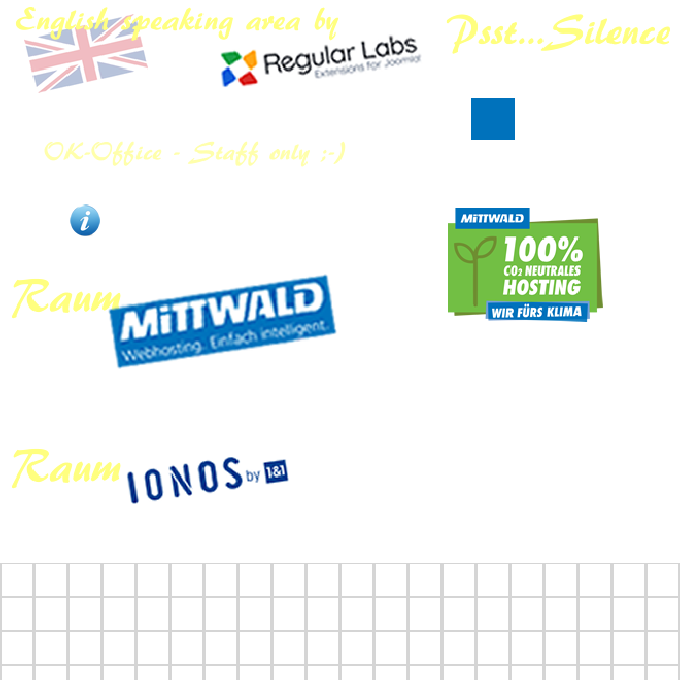 English speaking area by
Psst...Silence
Regular Labs
Extensions for Joomla!
OK-Office - Staff only ;-)
i
MITTWALD
100%
CO2 NEUTRALES
HOSTING
WIR FÜRS KLIMA
Raum
MITTWALD
Webhosting. Einfach intelligent.
Raum
IONOS by 1&1